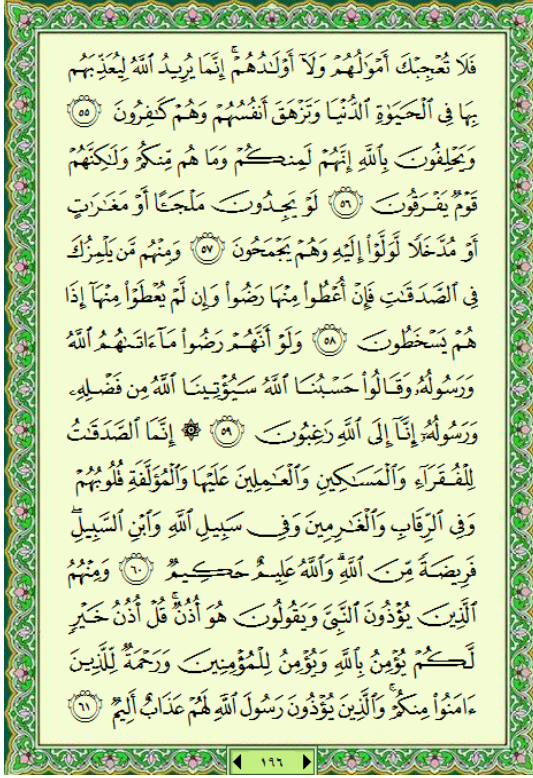 فَلَا تُعْجِبْكَ أَمْوَٰلُهُمْ وَلَآ أَوْلَـٰدُهُمْ ۚ إِنَّمَا يُرِيدُ ٱللَّهُ لِيُعَذِّبَهُم
بِهَا فِى ٱلْحَيَوٰةِ ٱلدُّنْيَا وَتَزْهَقَ أَنفُسُهُمْ وَهُمْ كَـٰفِرُونَ ٥٥
وَيَحْلِفُونَ بِٱللَّهِ إِنَّهُمْ لَمِنكُمْ وَمَا هُم مِّنكُمْ وَلَـٰكِنَّهُمْ
قَوْمٌ يَفْرَقُونَ ٥٦ لَوْ يَجِدُونَ مَلْجَـًٔا أَوْ مَغَـٰرَٰتٍ
أَوْ مُدَّخَلًا لَّوَلَّوْا۟ إِلَيْهِ وَهُمْ يَجْمَحُونَ ٥٧ وَمِنْهُم مَّن يَلْمِزُكَ
فِى ٱلصَّدَقَـٰتِ فَإِنْ أُعْطُوا۟ مِنْهَا رَضُوا۟ وَإِن لَّمْ يُعْطَوْا۟ مِنْهَآ إِذَا
هُمْ يَسْخَطُونَ ٥٨ وَلَوْ أَنَّهُمْ رَضُوا۟ مَآ ءَاتَىٰهُمُ ٱللَّهُ
وَرَسُولُهُۥ وَقَالُوا۟ حَسْبُنَا ٱللَّهُ سَيُؤْتِينَا ٱللَّهُ مِن فَضْلِهِۦ
وَرَسُولُهُۥٓ إِنَّآ إِلَى ٱللَّهِ رَٰغِبُونَ ٥٩ ۞ إِنَّمَا ٱلصَّدَقَـٰتُ
لِلْفُقَرَآءِ وَٱلْمَسَـٰكِينِ وَٱلْعَـٰمِلِينَ عَلَيْهَا وَٱلْمُؤَلَّفَةِ قُلُوبُهُمْ
وَفِى ٱلرِّقَابِ وَٱلْغَـٰرِمِينَ وَفِى سَبِيلِ ٱللَّهِ وَٱبْنِ ٱلسَّبِيلِ ۖ
فَرِيضَةً مِّنَ ٱللَّهِ ۗ وَٱللَّهُ عَلِيمٌ حَكِيمٌ ٦٠ وَمِنْهُمُ
ٱلَّذِينَ يُؤْذُونَ ٱلنَّبِىَّ وَيَقُولُونَ هُوَ أُذُنٌ ۚ قُلْ أُذُنُ خَيْرٍ
لَّكُمْ يُؤْمِنُ بِٱللَّهِ وَيُؤْمِنُ لِلْمُؤْمِنِينَ وَرَحْمَةٌ لِّلَّذِينَ
ءَامَنُوا۟ مِنكُمْ ۚ وَٱلَّذِينَ يُؤْذُونَ رَسُولَ ٱللَّهِ لَهُمْ عَذَابٌ أَلِيمٌ ٦١
١٩٦